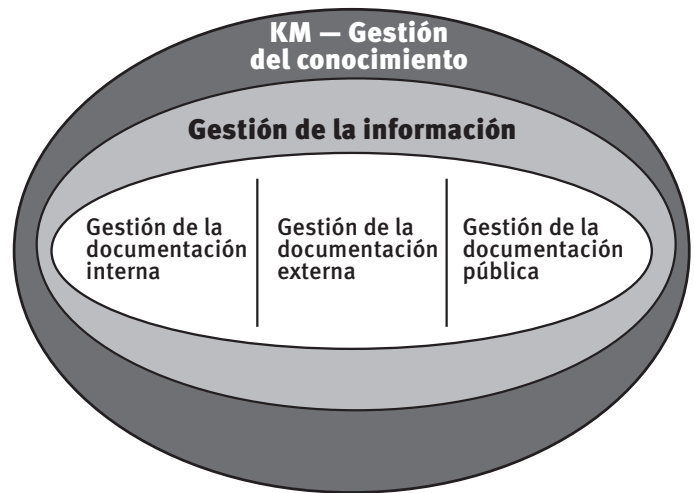 KM — Gestión
del conocimiento
Gestión de la información
Gestión de la
documentación
interna
Gestión de la
documentación
externa
Gestión de la
documentación
pública